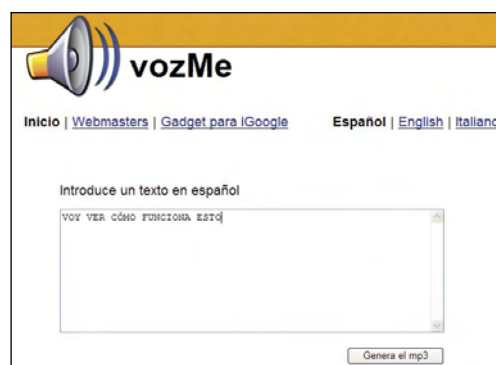 vozMe
Inicio | Webmasters | Gadget para iGoogle Español | English | Italiano
Introduce un texto en español
VOY VER CÓMO FUNCIONA ESTO
Genera el mp3